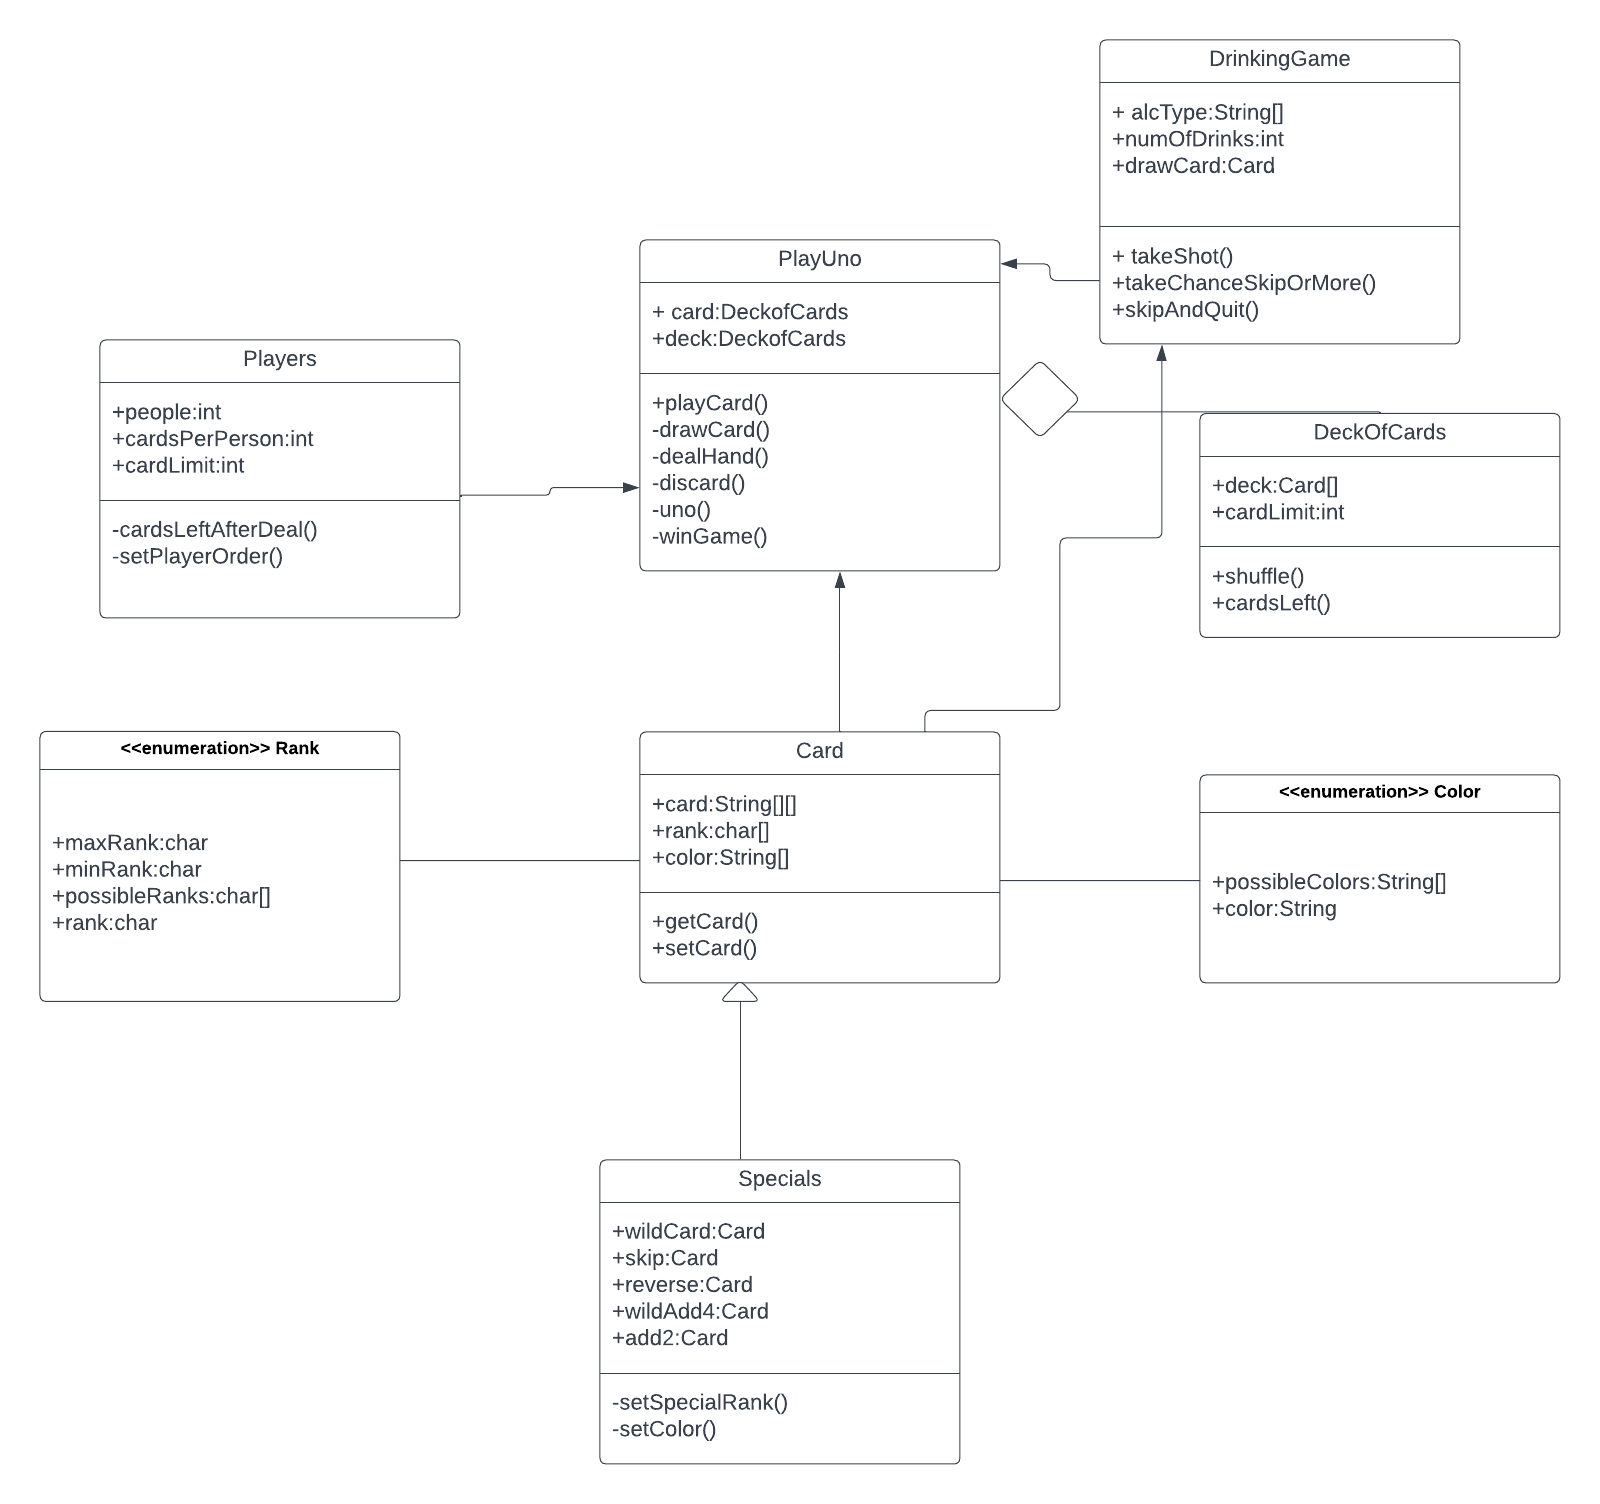 DrinkingGame
+ alcType:String[]
+numOfDrinks:int
+drawCard:Card
+ takeShot()
+takeChanceSkipOrMore()
+skipAndQuit()
PlayUno
+ card:DeckofCards
+deck:DeckofCards
+playCard()
-drawCard()
-dealHand()
-discard()
-uno()
-winGame()
Players
+people:int
+cardsPerPerson:int
+cardLimit:int
-cardsLeftAfterDeal()
-setPlayerOrder()
DeckOfCards
+deck:Card[]
+cardLimit:int
+shuffle()
+cardsLeft()
<<enumeration>> Rank
+maxRank:char
+minRank:char
+possibleRanks:char[]
+rank:char
Card
+card:String[][]
+rank:char[]
+color:String[]
+getCard()
+setCard()
<<enumeration>> Color
+possibleColors:String[]
+color:String
Specials
+wildCard:Card
+skip:Card
+reverse:Card
+wildAdd4:Card
+add2:Card
-setSpecialRank()
-setColor()